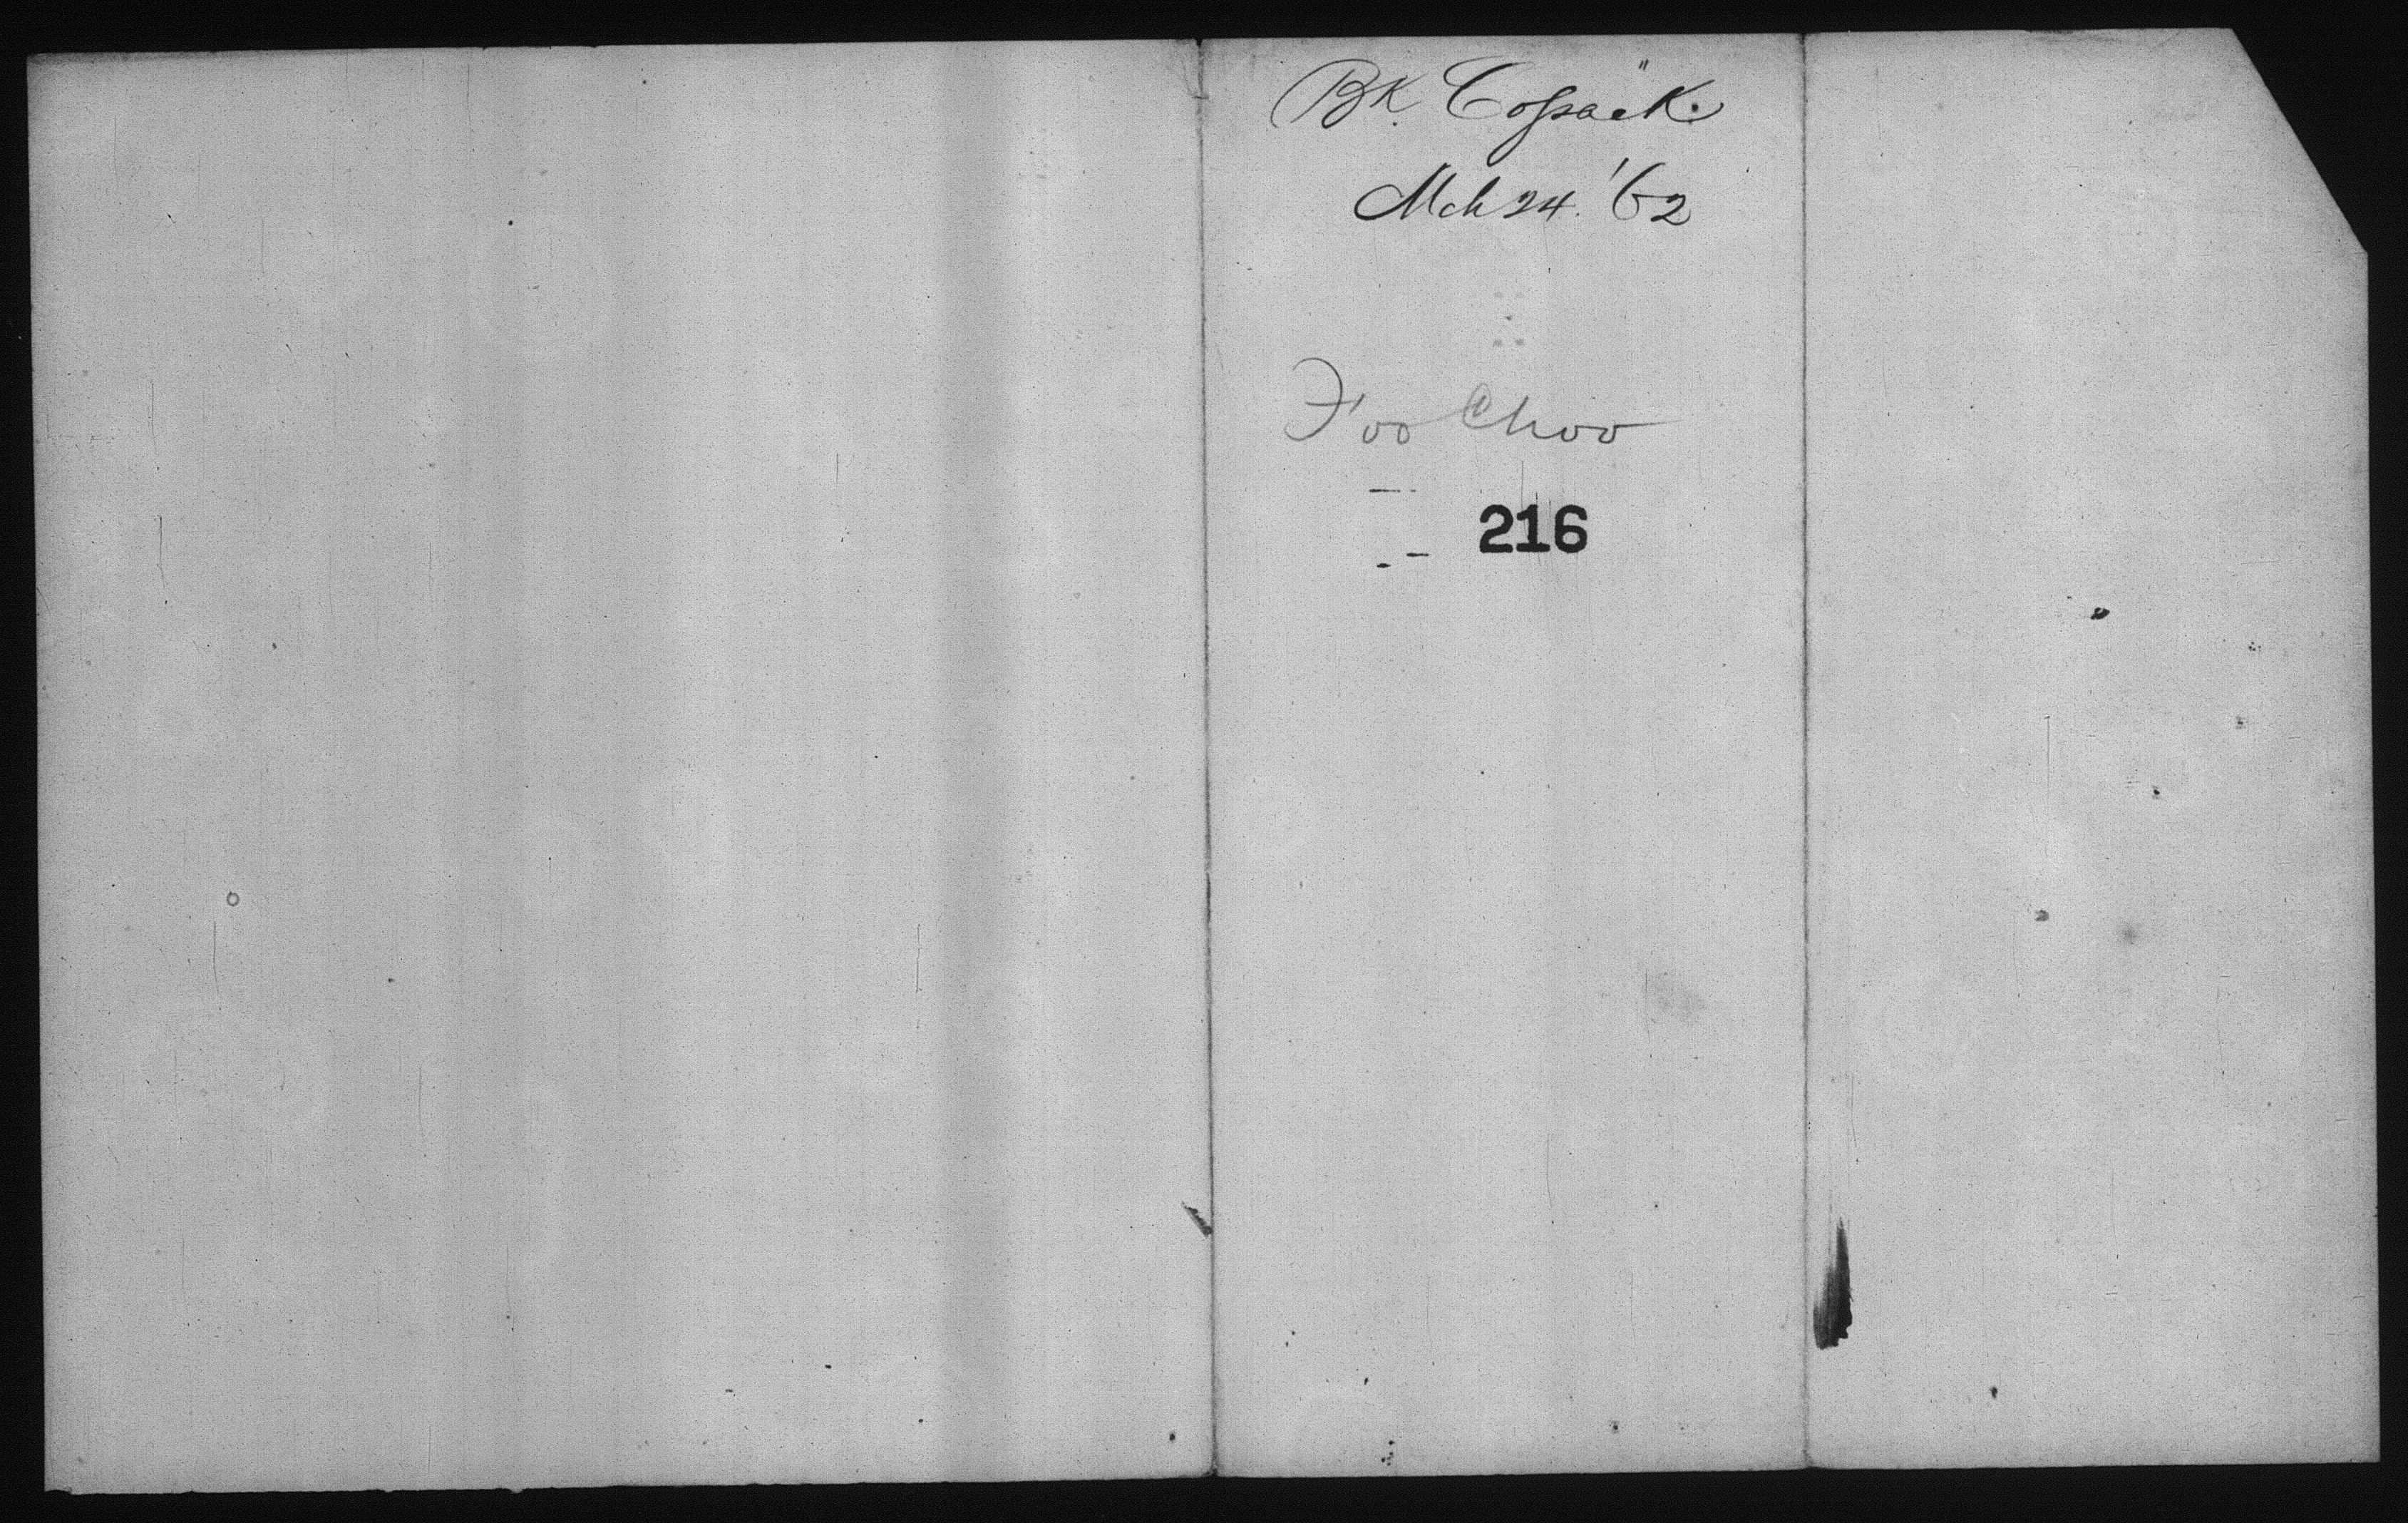 Bk. Cossack.
Mch 24. '62
Foo Choo
216